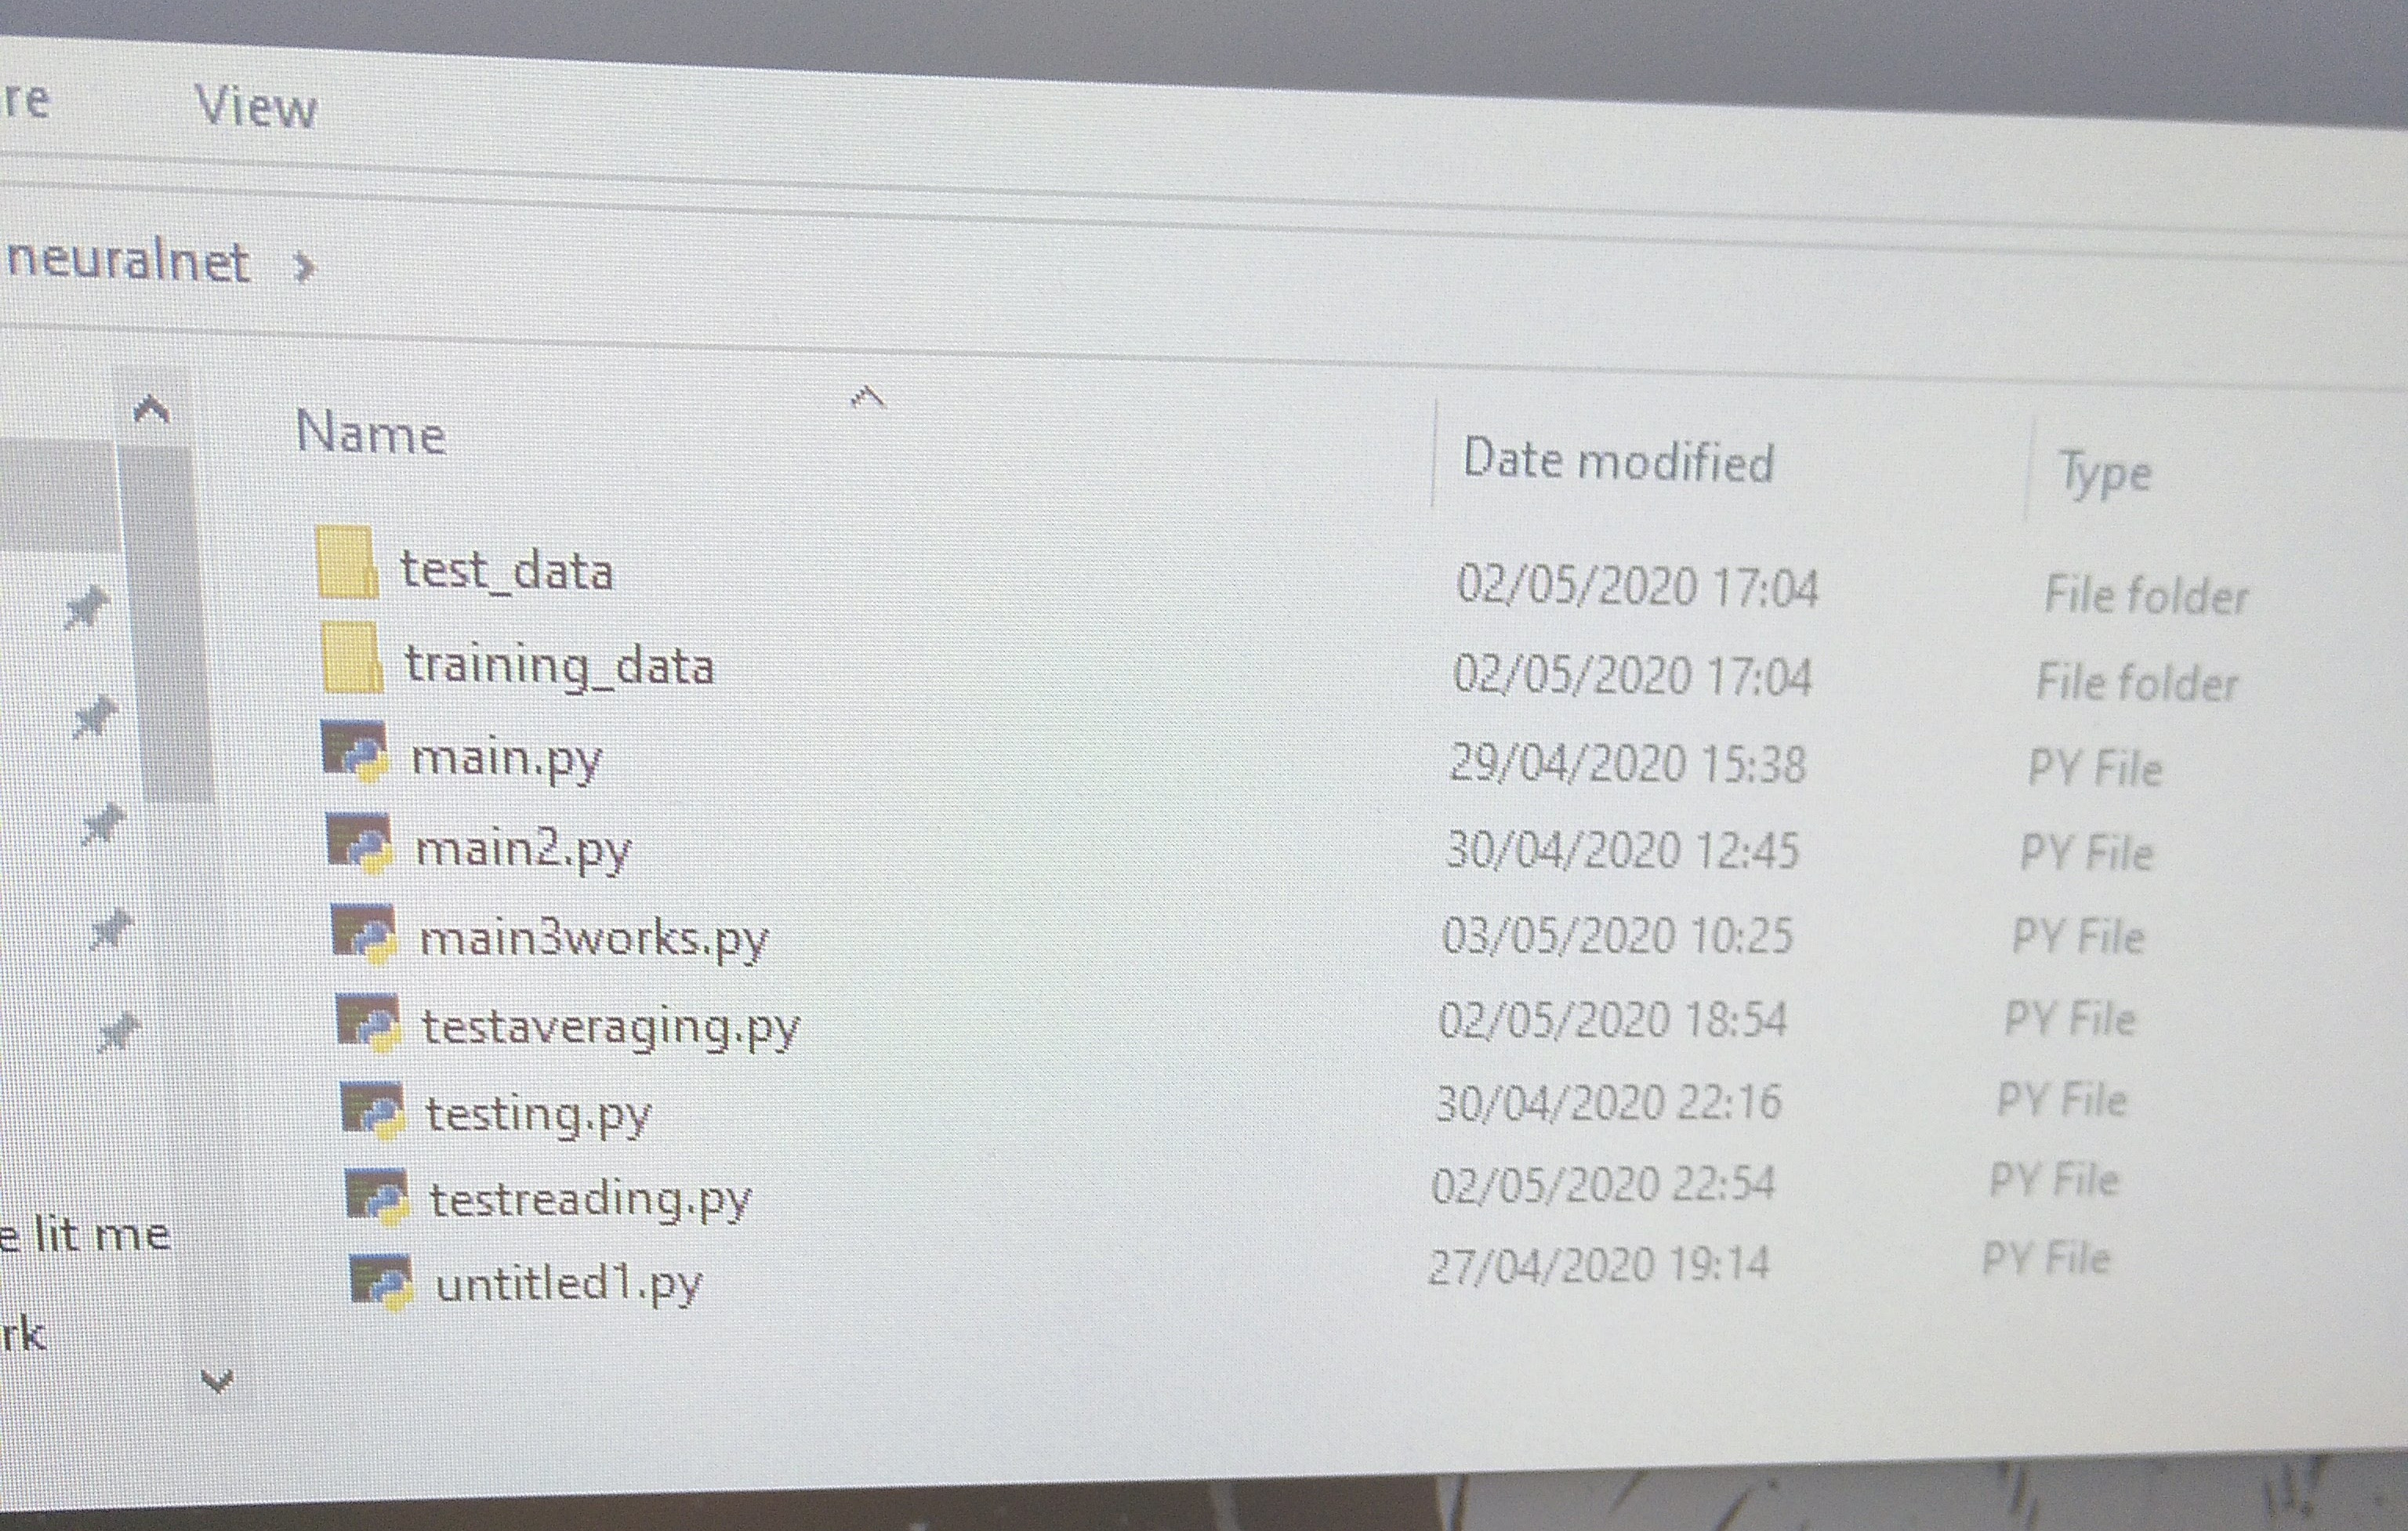 re View
neuralnet
Name Date modified Type
test_data 02/05/2020 17:04 File folder
training_data 02/05/2020 17:04 File folder
main.py 29/04/2020 15:38 PY File
main2.py 30/04/2020 12:45 PY File
main3works.py 03/05/2020 10:25 PY File
testaveraging.py 02/05/2020 18:54 PY File
testing.py 30/04/2020 22:16 PY File
testreading.py 02/05/2020 22:54 PY File
e lit me
untitled1.py 27/04/2020 19:14 PY File
rk